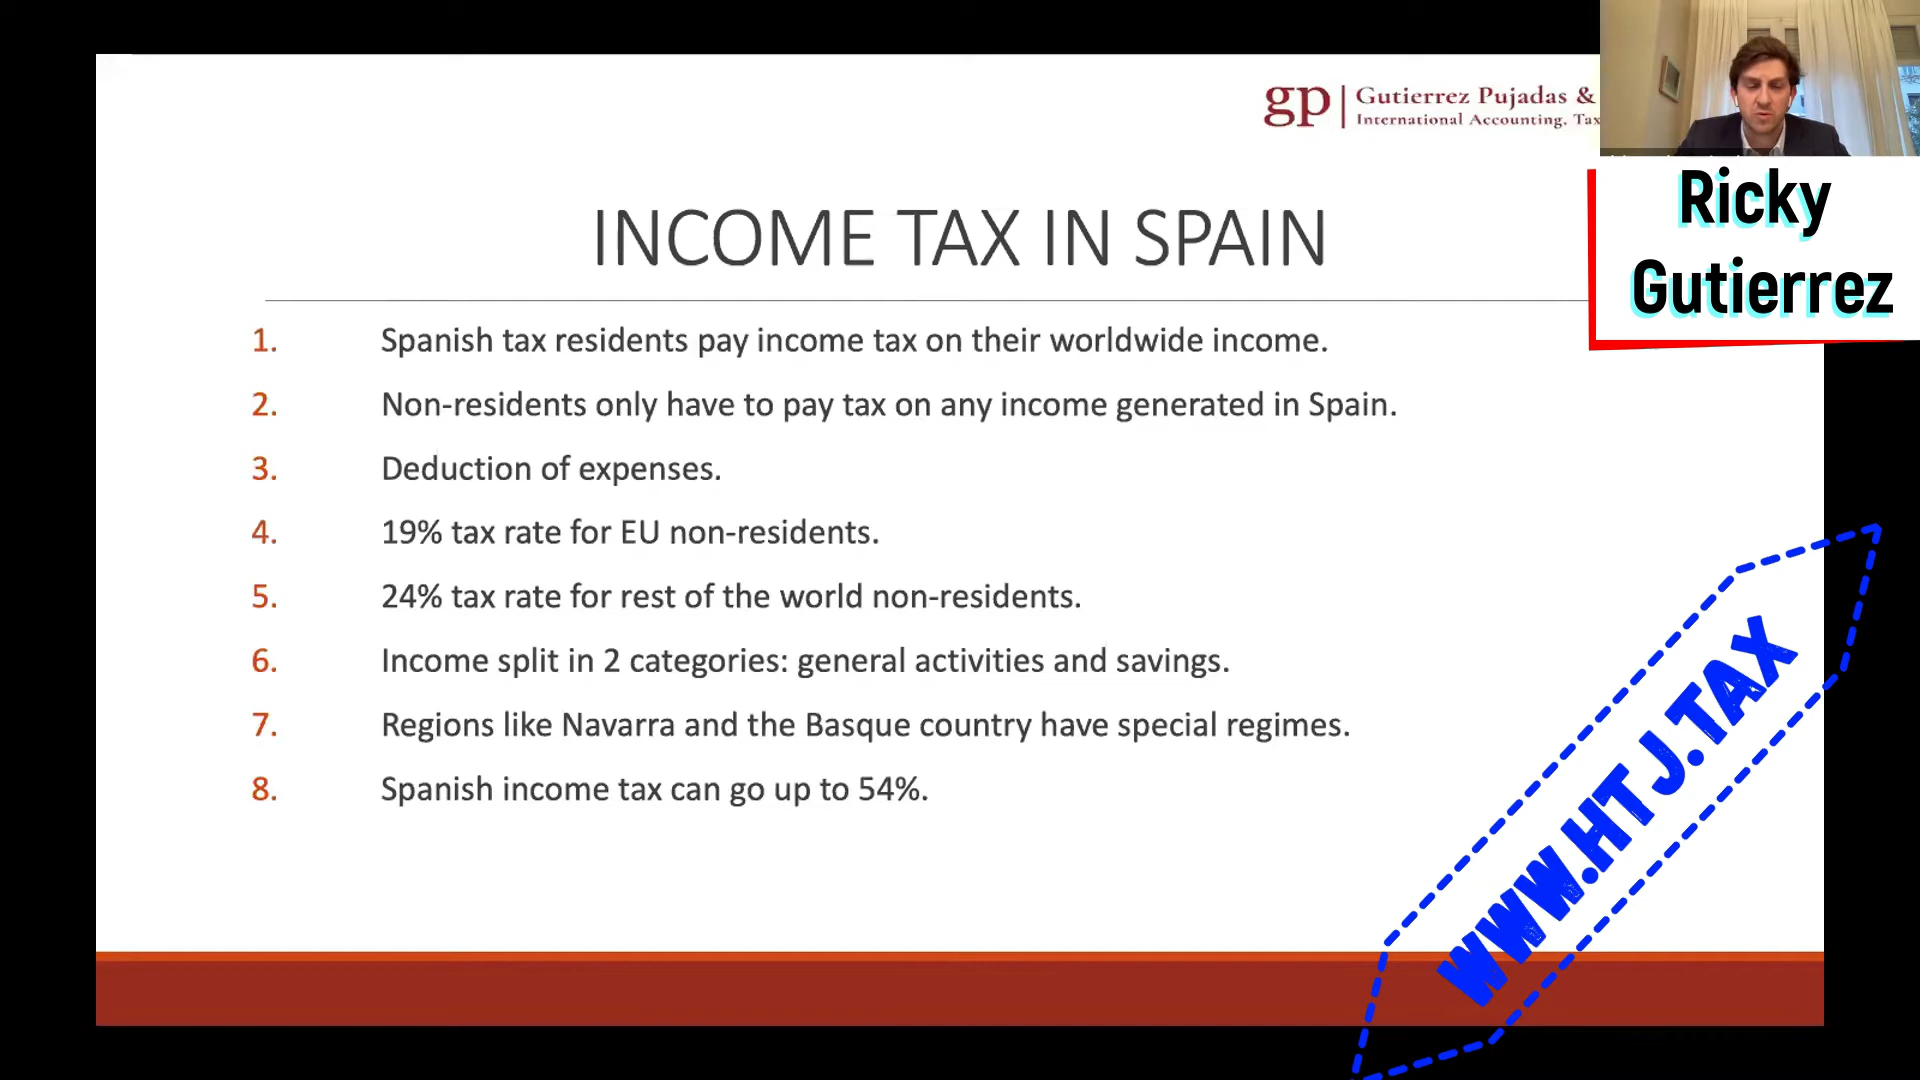 gp
Gutierrez Pujadas &
International Accounting. Tax
Ricky
Gutierrez
INCOME TAX IN SPAIN
1. Spanish tax residents pay income tax on their worldwide income.
2. Non-residents only have to pay tax on any income generated in Spain.
3. Deduction of expenses.
4. 19% tax rate for EU non-residents.
5. 24% tax rate for rest of the world non-residents.
6. Income split in 2 categories: general activities and savings.
7. Regions like Navarra and the Basque country have special regimes.
8. Spanish income tax can go up to 54%.
WWW.HTJ.TAX